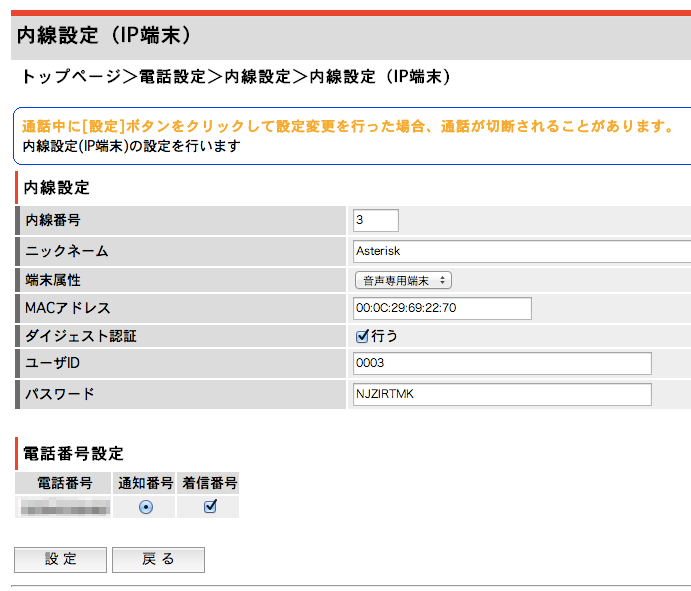 内線設定（IP端末）
トップページ＞電話設定＞内線設定＞内線設定（IP端末）
通話中に[設定]ボタンをクリックして設定変更を行った場合、通話が切断されることがあります。
内線設定(IP端末)の設定を行います
内線設定
内線番号 3
ニックネーム Asterisk
端末属性 音声専用端末
MACアドレス 00:0C:29:69:22:70
ダイジェスト認証 行う
ユーザID 0003
パスワード NJZIRTMK
電話番号設定
電話番号 通知番号 着信番号
設定 戻る